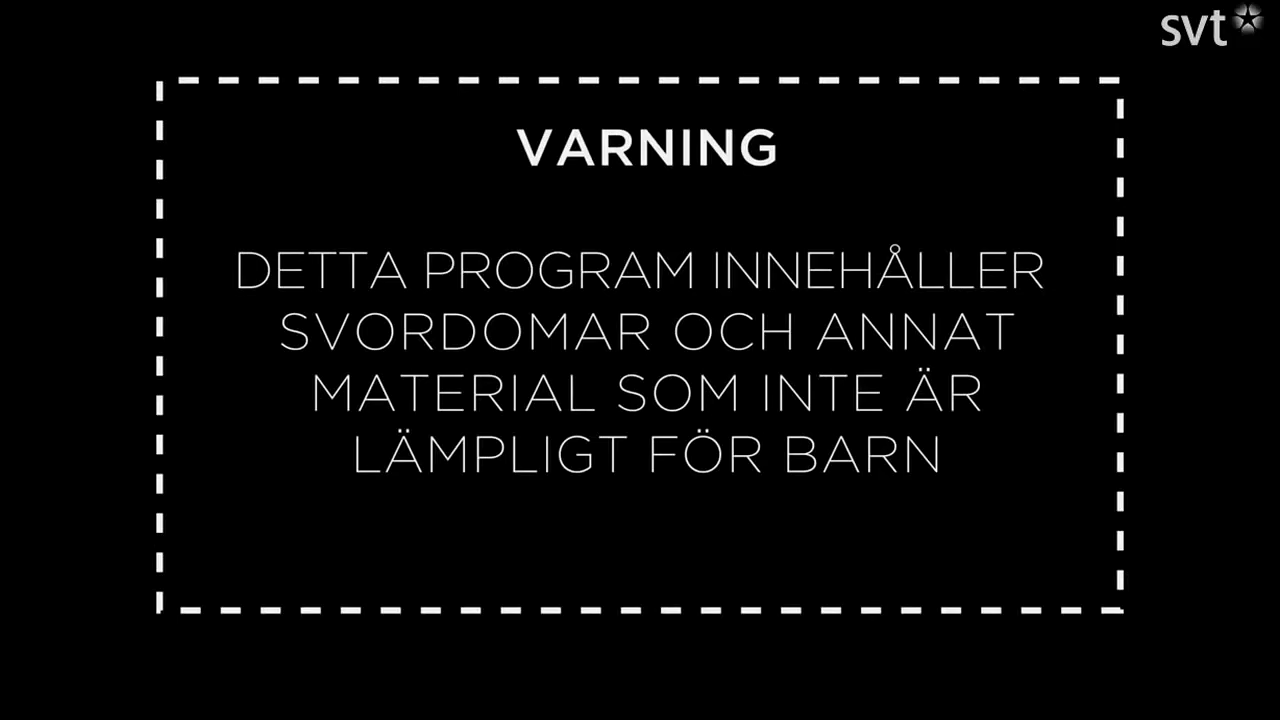 svt
VARNING
DETTA PROGRAM INNEHÅLLER
SVORDOMAR OCH ANNAT
MATERIAL SOM INTE ÄR
LÄMPLIGT FÖR BARN